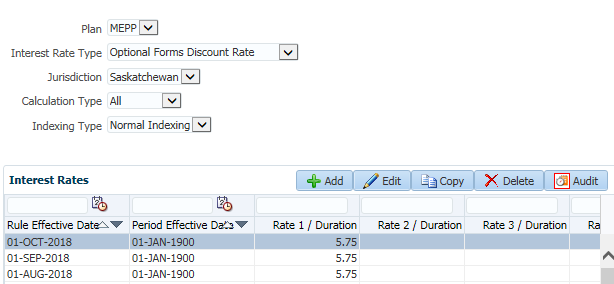 Plan MEPP
Interest Rate Type Optional Forms Discount Rate
Jurisdiction Saskatchewan
Calculation Type All
Indexing Type Normal Indexing
Interest Rates Add Edit Copy Delete Audit
Rule Effective Date Period Effective Date Rate 1 / Duration Rate 2 / Duration Rate 3 / Duration Ra
01-OCT-2018 01-JAN-1900 5.75
01-SEP-2018 01-JAN-1900 5.75
01-AUG-2018 01-JAN-1900 5.75